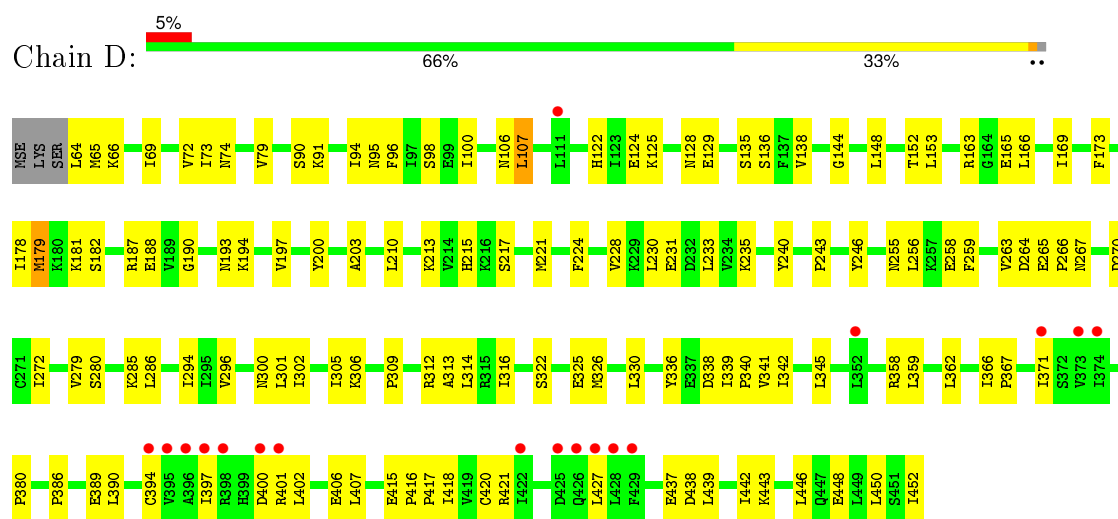 5%
Chain D:
66% 33% ••
MSE LYS SER L64 M65 K66 I69 V72 I73 N74 V79 S90 K91 I94 N95 F96 I97 S98 E99 I100 N106 L107 L111 H122 I123 E124 K125 N128 E129 S135 S136 F137 V138 G144 L148 T152 L153 R163 G164 E165 L166 I169 F173
I178 M179 K180 K181 S182 R187 E188 V189 G190 N193 K194 V197 Y200 A203 L210 K213 V214 H215 K216 S217 M221 F224 V228 K229 L230 E231 D232 L233 V234 K235 Y240 P243 Y246 N255 L256 K257 E258 F259 V263 D264 E265 P266 N267 D270
C271 I272 V279 S280 K285 L286 I294 I295 V296 N300 I301 I302 I305 K306 P309 R312 A313 L314 R315 I316 S322 E325 M326 L330 Y336 E337 D338 I339 P340 V341 I342 L345 L352 R358 L359 L362 I366 P367 I371 S372 V373 I374
P380 P386 E389 L390 C394 V395 A396 I397 R398 H399 D400 R401 L402 E406 L407 E415 P416 P417 I418 V419 C420 R421 I422 D425 Q426 L427 L428 F429 E437 D438 L439 I442 K443 L446 Q447 E448 L449 L450 S451 I452